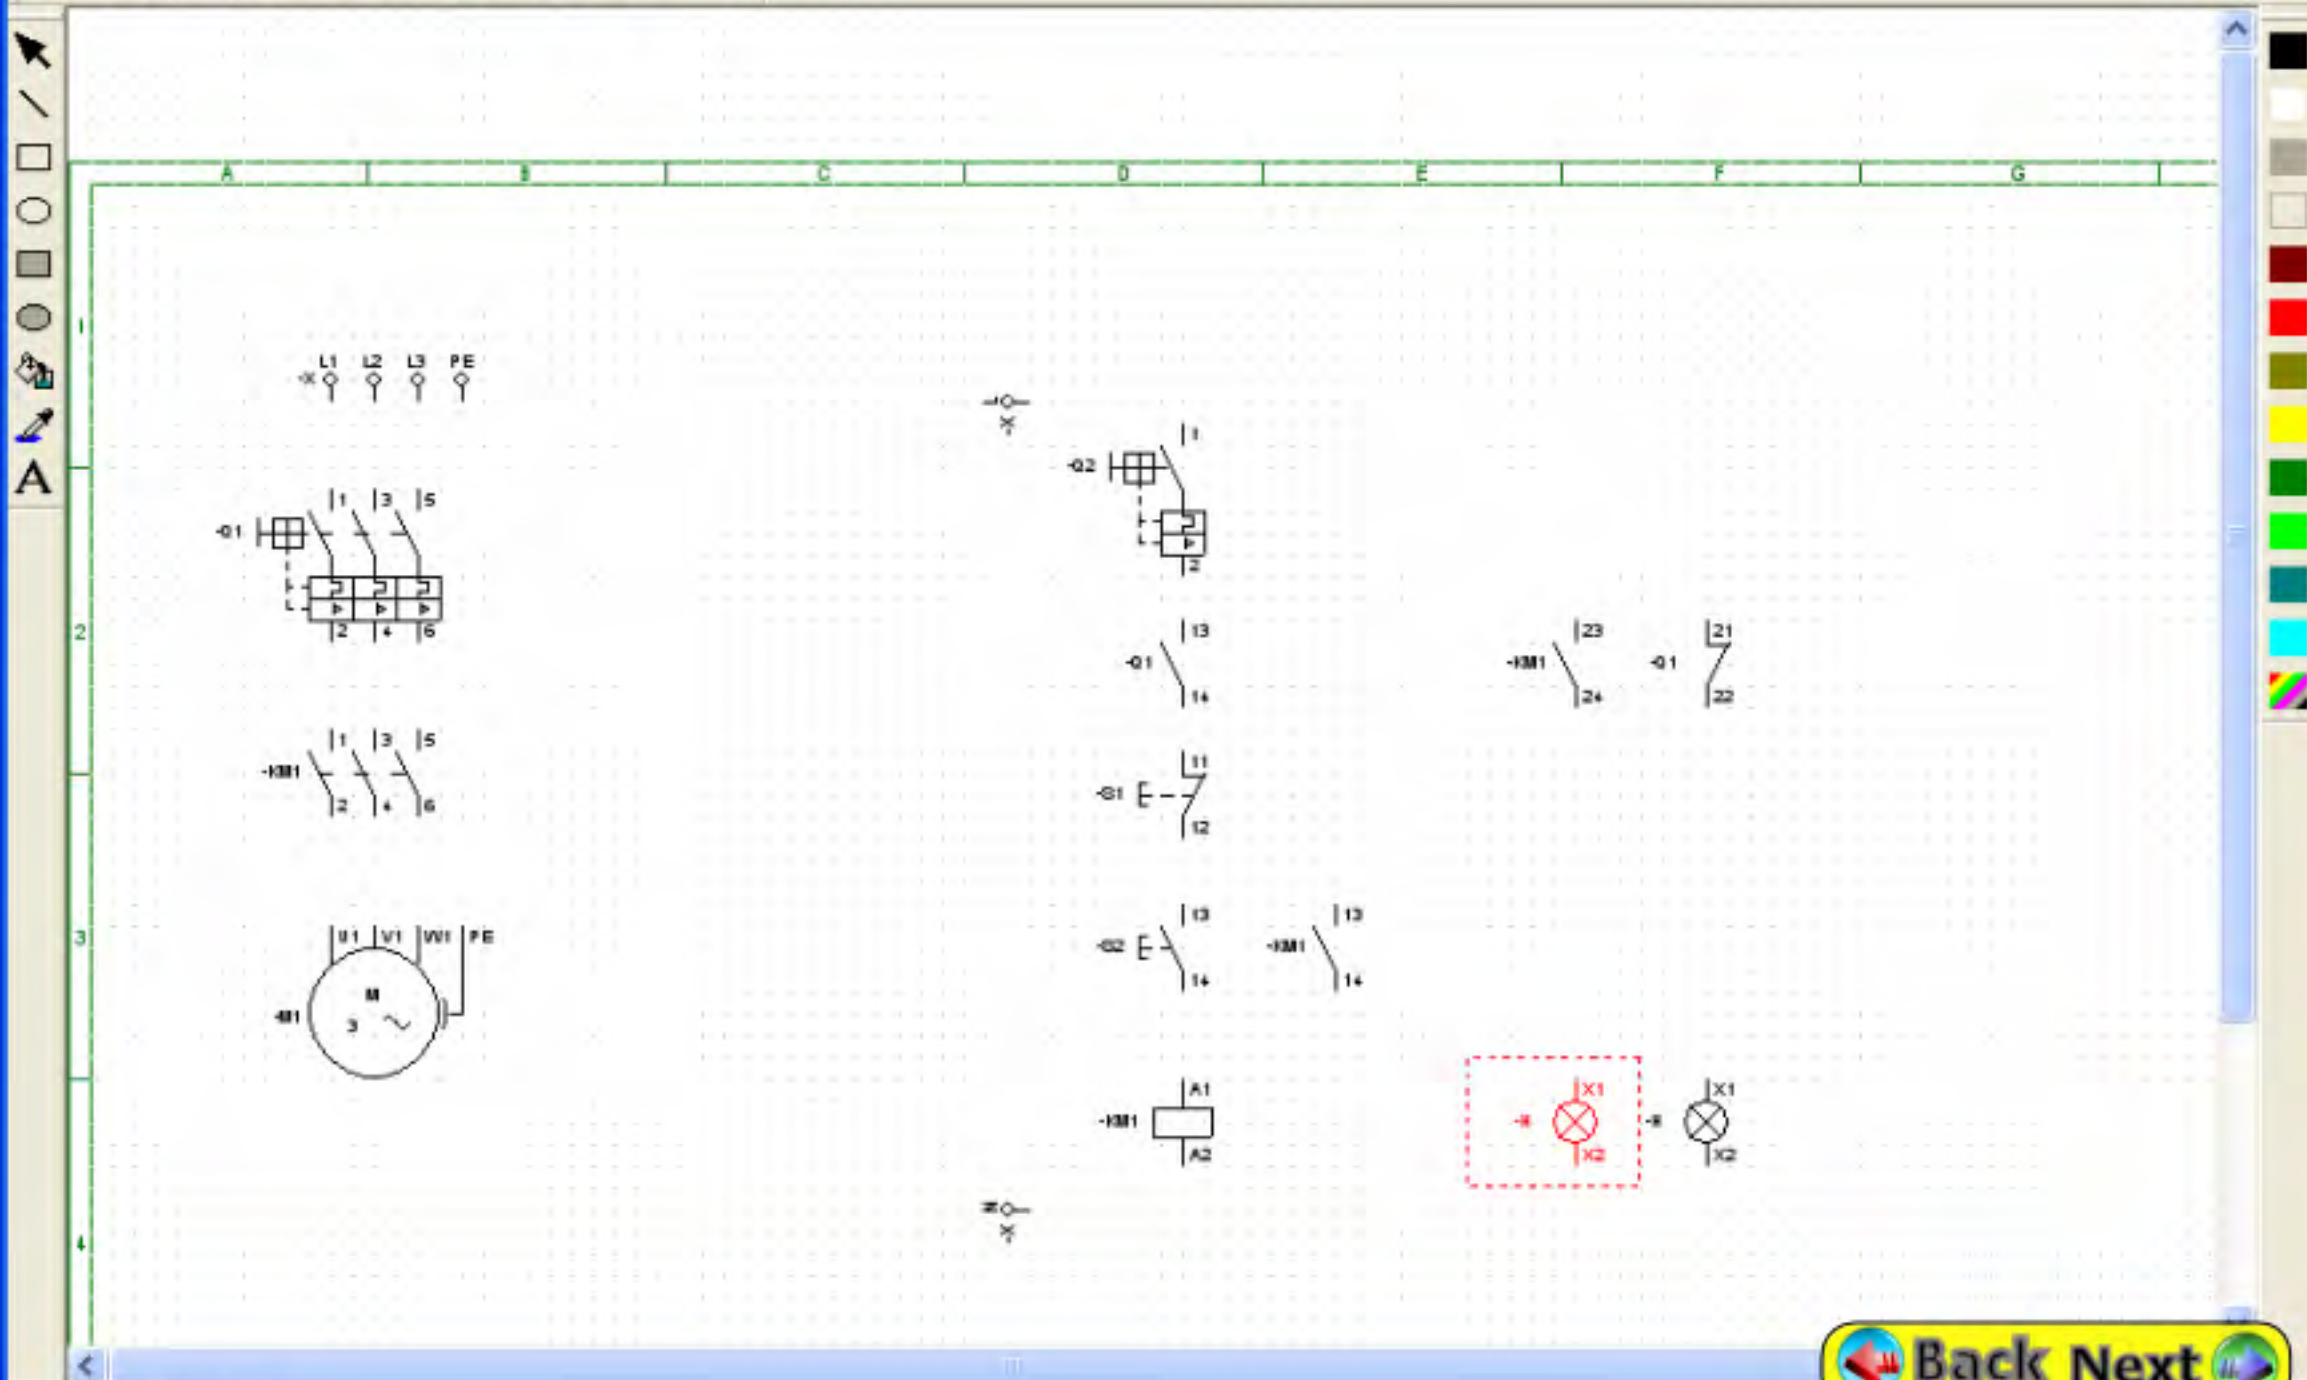 A B C D E F G
1
L1 L2 L3 PE
-X
L
-X
1
-Q2
1 3 5
-Q1
2
2 4 6
2
13
-Q1
14
23
-KM1
24
21
-Q1
22
1 3 5
-KM1
2 4 6
11
-S1
12
3
U1 V1 W1 PE
M
3
-M1
13
-S2
14
13
-KM1
14
A1
-KM1
A2
X1
-H
X2
X1
-H
X2
N
-X
4
A
Back Next